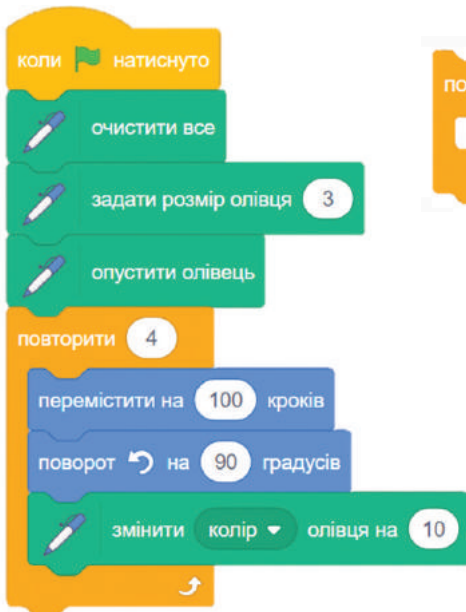 коли натиснуто
очистити все
задати розмір олівця 3
опустити олівець
повторити 4
перемістити на 100 кроків
поворот на 90 градусів
змінити колір олівця на 10